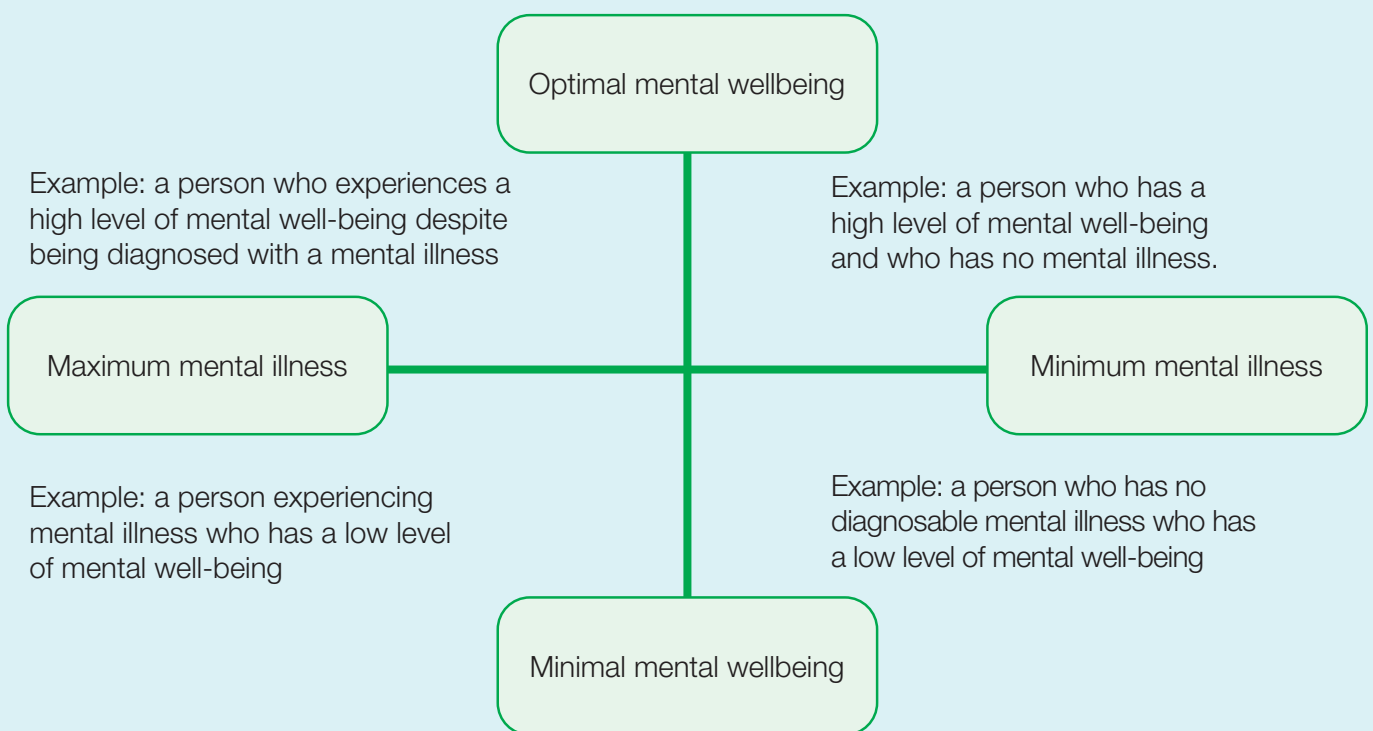 Optimal mental wellbeing
Example: a person who experiences a
high level of mental well-being despite
being diagnosed with a mental illness
Example: a person who has a
high level of mental well-being
and who has no mental illness.
Maximum mental illness
Minimum mental illness
Example: a person experiencing
mental illness who has a low level
of mental well-being
Example: a person who has no
diagnosable mental illness who has
a low level of mental well-being
Minimal mental wellbeing